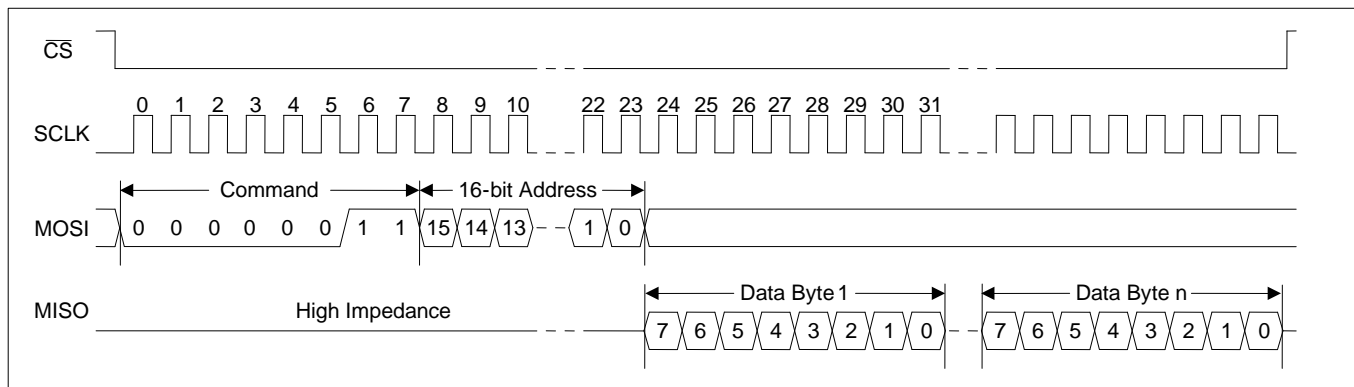 CS
0 1 2 3 4 5 6 7 8 9 10 22 23 24 25 26 27 28 29 30 31
SCLK
Command 16-bit Address
MOSI 0 0 0 0 0 0 1 1 15 14 13 1 0
Data Byte 1 Data Byte n
MISO High Impedance
7 6 5 4 3 2 1 0 7 6 5 4 3 2 1 0